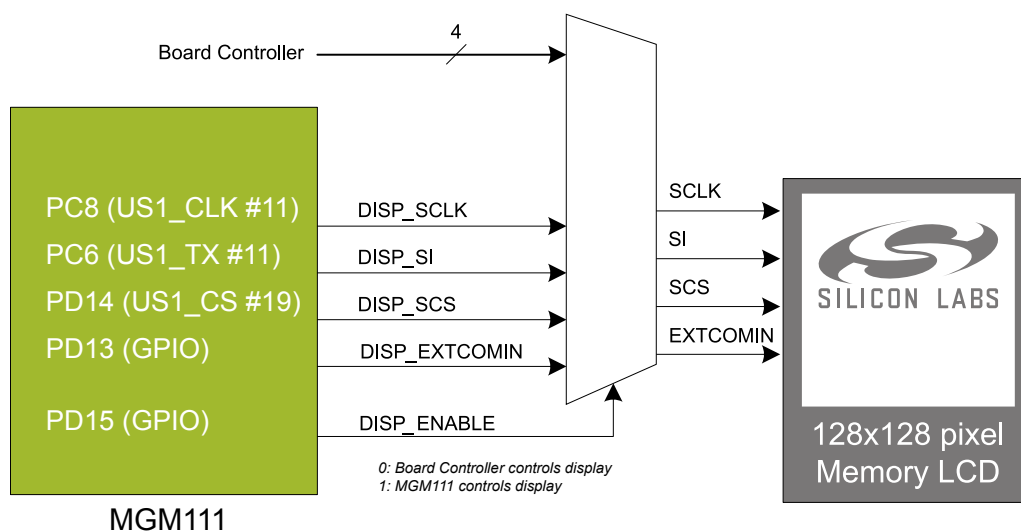 4
Board Controller
PC8 (US1_CLK #11)
DISP_SCLK
SCLK
PC6 (US1_TX #11)
DISP_SI
SI
PD14 (US1_CS #19)
DISP_SCS
SCS
PD13 (GPIO)
DISP_EXTCOMIN
EXTCOMIN
SILICON LABS
PD15 (GPIO)
DISP_ENABLE
0: Board Controller controls display
1: MGM111 controls display
128x128 pixel
Memory LCD
MGM111